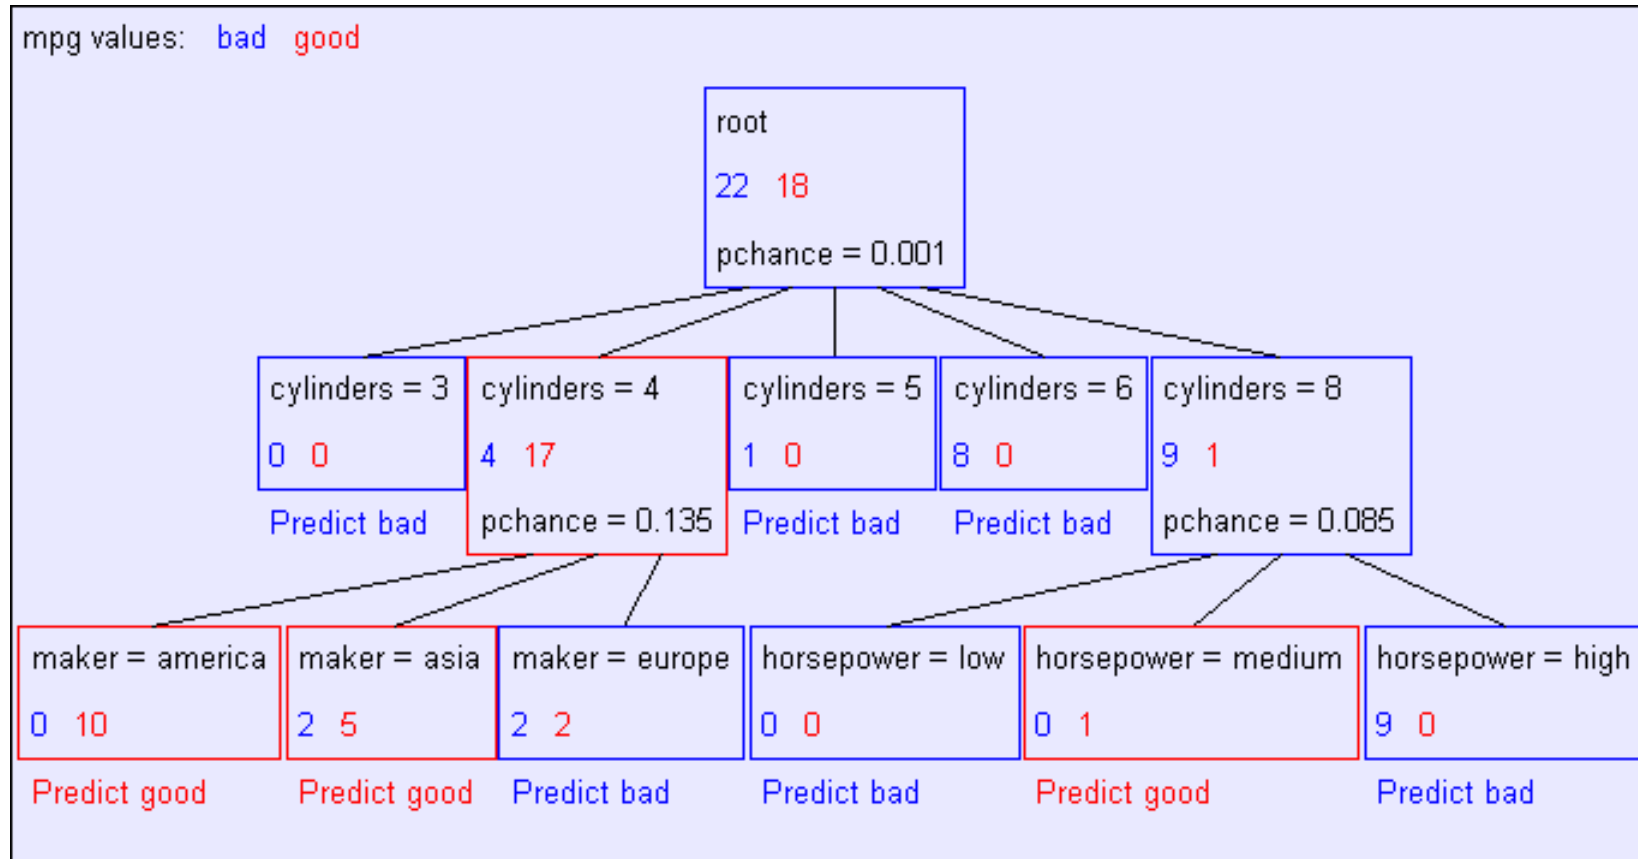 mpg values: bad good
root
22 18
pchance = 0.001
cylinders = 3 cylinders = 4 cylinders = 5 cylinders = 6 cylinders = 8
0 0 4 17 1 0 8 0 9 1
Predict bad pchance = 0.135 Predict bad Predict bad pchance = 0.085
maker = america maker = asia maker = europe horsepower = low horsepower = medium horsepower = high
0 10 2 5 2 2 0 0 0 1 9 0
Predict good Predict good Predict bad Predict bad Predict good Predict bad